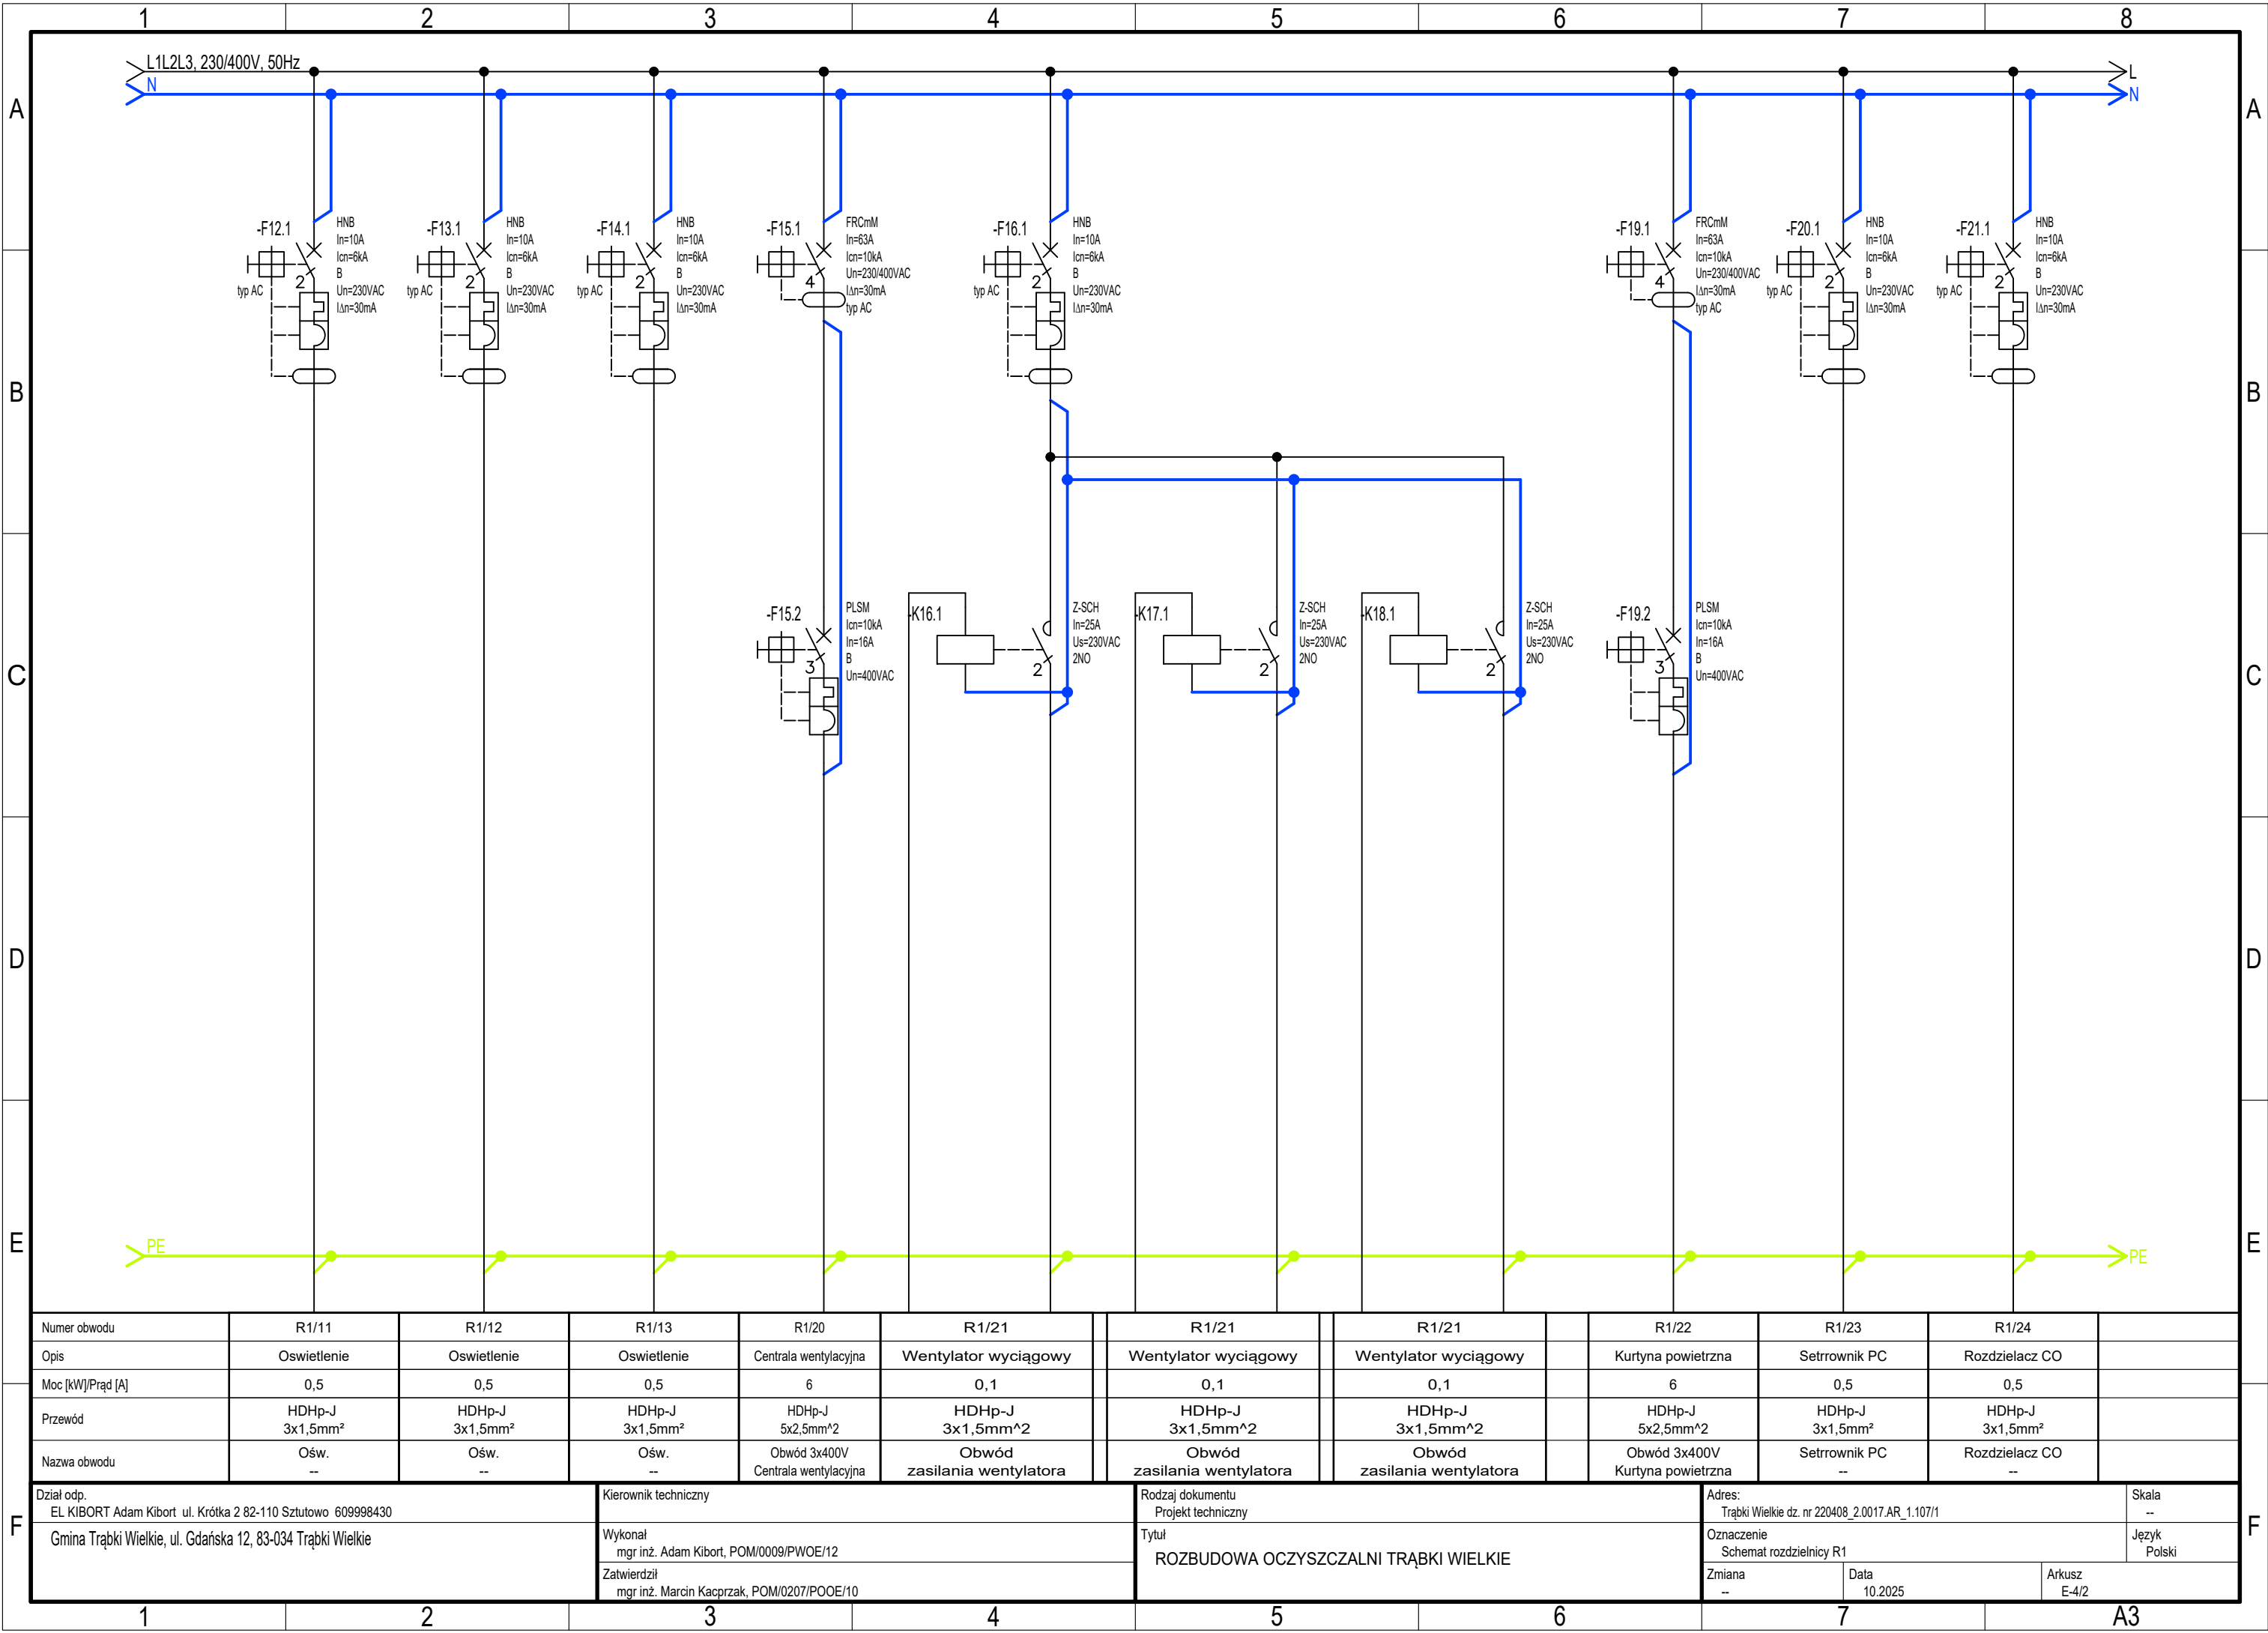 1 2 3 4 5 6 7 8
L1L2L3, 230/400V, 50Hz
L
N
N
A
A
-F12.1
typ AC
2
HNB
In=10A
Icn=6kA
B
Un=230VAC
IΔn=30mA
-F13.1
typ AC
2
HNB
In=10A
Icn=6kA
B
Un=230VAC
IΔn=30mA
-F14.1
typ AC
2
HNB
In=10A
Icn=6kA
B
Un=230VAC
IΔn=30mA
-F15.1
4
FRCmM
In=63A
Icn=10kA
Un=230/400VAC
IΔn=30mA
typ AC
-F16.1
typ AC
2
HNB
In=10A
Icn=6kA
B
Un=230VAC
IΔn=30mA
-F19.1
4
FRCmM
In=63A
Icn=10kA
Un=230/400VAC
IΔn=30mA
typ AC
-F20.1
typ AC
2
HNB
In=10A
Icn=6kA
B
Un=230VAC
IΔn=30mA
-F21.1
typ AC
2
HNB
In=10A
Icn=6kA
B
Un=230VAC
IΔn=30mA
B
B
-F15.2
3
PLSM
Icn=10kA
In=16A
B
Un=400VAC
-K16.1
2
Z-SCH
In=25A
Us=230VAC
2NO
-K17.1
2
Z-SCH
In=25A
Us=230VAC
2NO
-K18.1
2
Z-SCH
In=25A
Us=230VAC
2NO
-F19.2
3
PLSM
Icn=10kA
In=16A
B
Un=400VAC
C
C
D
D
E
E
PE
PE
Numer obwodu R1/11 R1/12 R1/13 R1/20 R1/21 R1/21 R1/21 R1/22 R1/23 R1/24
Opis Oswietlenie Oswietlenie Oswietlenie Centrala wentylacyjna Wentylator wyciągowy Wentylator wyciągowy Wentylator wyciągowy Kurtyna powietrzna Setrrownik PC Rozdzielacz CO
Moc [kW]/Prąd [A] 0,5 0,5 0,5 6 0,1 0,1 0,1 6 0,5 0,5
Przewód HDHp-J HDHp-J HDHp-J HDHp-J HDHp-J HDHp-J HDHp-J HDHp-J HDHp-J HDHp-J
3x1,5mm² 3x1,5mm² 3x1,5mm² 5x2,5mm^2 3x1,5mm^2 3x1,5mm^2 3x1,5mm^2 5x2,5mm^2 3x1,5mm² 3x1,5mm²
Nazwa obwodu Ośw. Ośw. Ośw. Obwód 3x400V Obwód Obwód Obwód Obwód 3x400V Setrrownik PC Rozdzielacz CO
-- -- -- Centrala wentylacyjna zasilania wentylatora zasilania wentylatora zasilania wentylatora Kurtyna powietrzna -- --
F
F
Dział odp.
EL KIBORT Adam Kibort ul. Krótka 2 82-110 Sztutowo 609998430
Gmina Trąbki Wielkie, ul. Gdańska 12, 83-034 Trąbki Wielkie
Kierownik techniczny
Wykonał
mgr inż. Adam Kibort, POM/0009/PWOE/12
Zatwierdził
mgr inż. Marcin Kacprzak, POM/0207/POOE/10
Rodzaj dokumentu
Projekt techniczny
Tytuł
ROZBUDOWA OCZYSZCZALNI TRĄBKI WIELKIE
Adres:
Trąbki Wielkie dz. nr 220408_2.0017.AR_1.107/1
Skala
--
Oznaczenie
Schemat rozdzielnicy R1
Język
Polski
Zmiana
--
Data
10.2025
Arkusz
E-4/2
1 2 3 4 5 6 7 A3